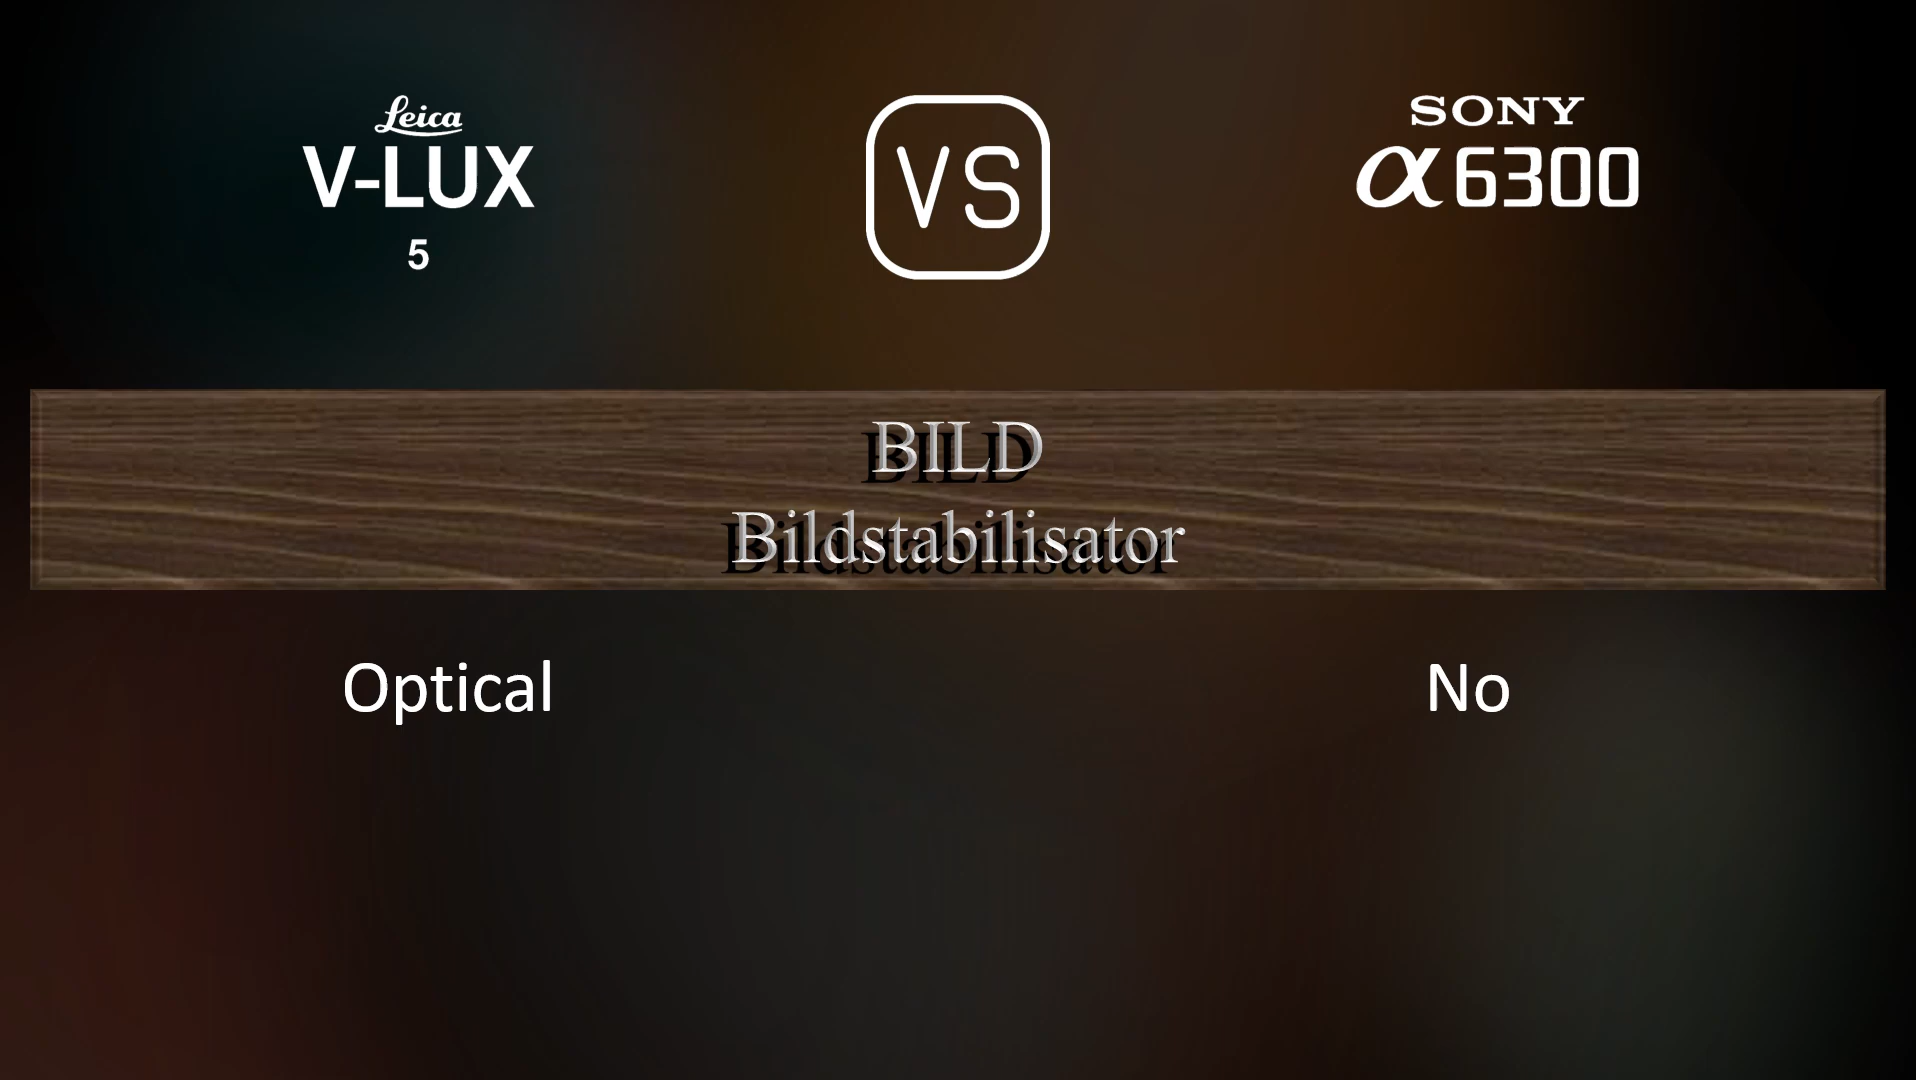 Leica
V-LUX
5
VS
SONY
α6300
BILD
Bildstabilisator
Optical
No